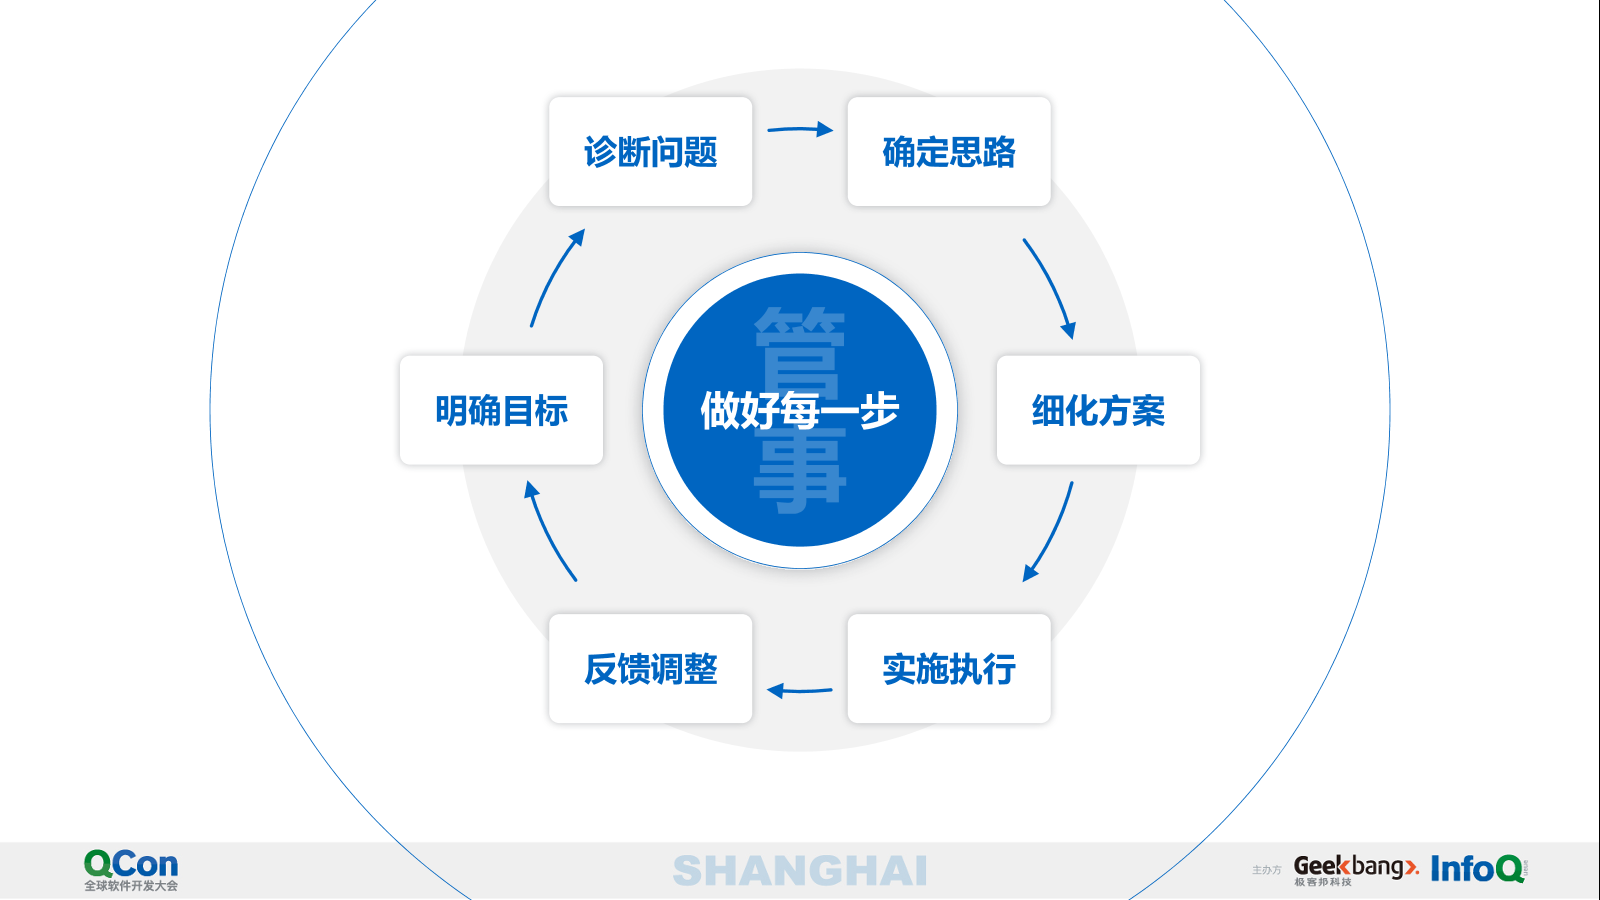 诊断问题
确定思路
管
明确目标
做好每一步
细化方案
事
反馈调整
实施执行
QCon
全球软件开发大会
SHANGHAI
主办方
Geekbang>.
极客邦科技
InfoQ